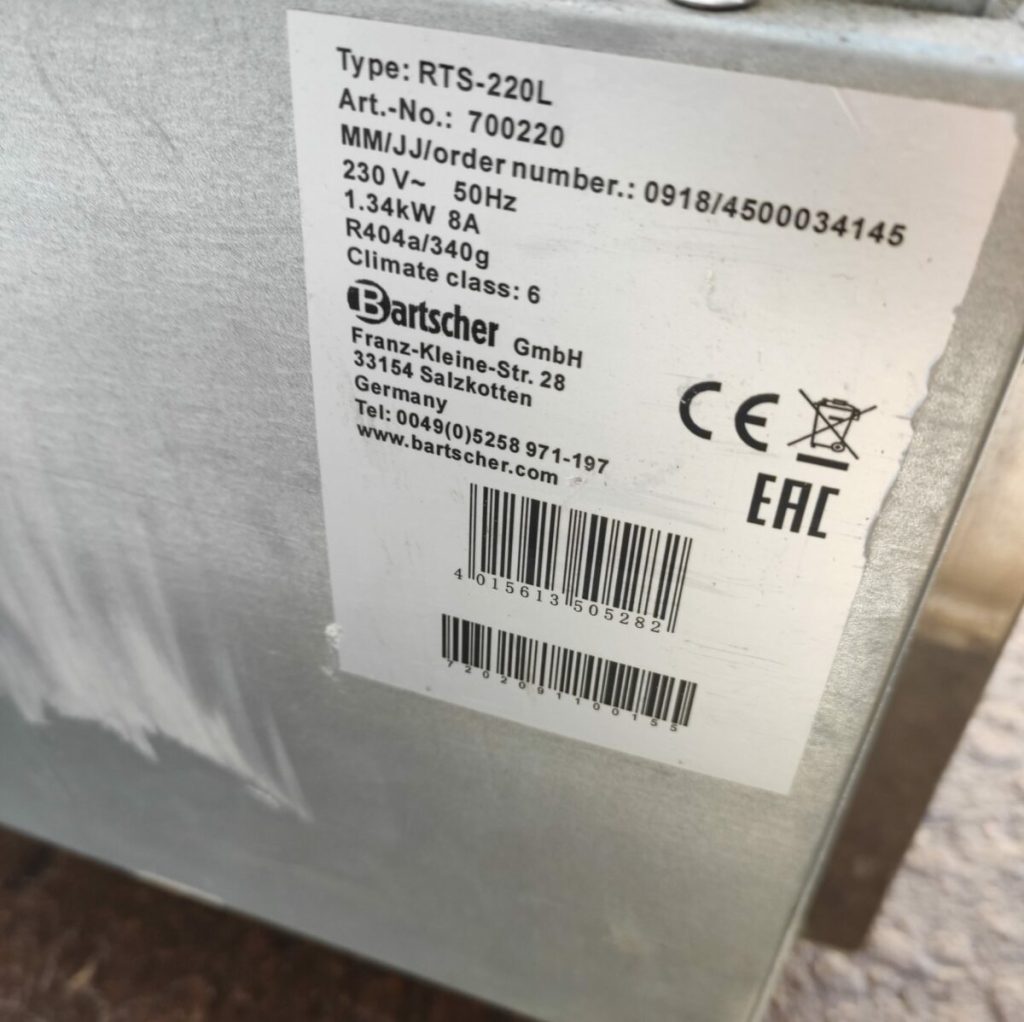 Type: RTS-220L
Art.-No.: 700220
MM/JJ/order number.: 0918/4500034145
230 V~ 50Hz
1.34kW 8A
R404a/340g
Climate class: 6
Bartscher GmbH
Franz-Kleine-Str. 28
33154 Salzkotten
Germany
Tel: 0049(0)5258 971-197
www.bartscher.com
CE
EAC
4 015613 505282
7202091100155